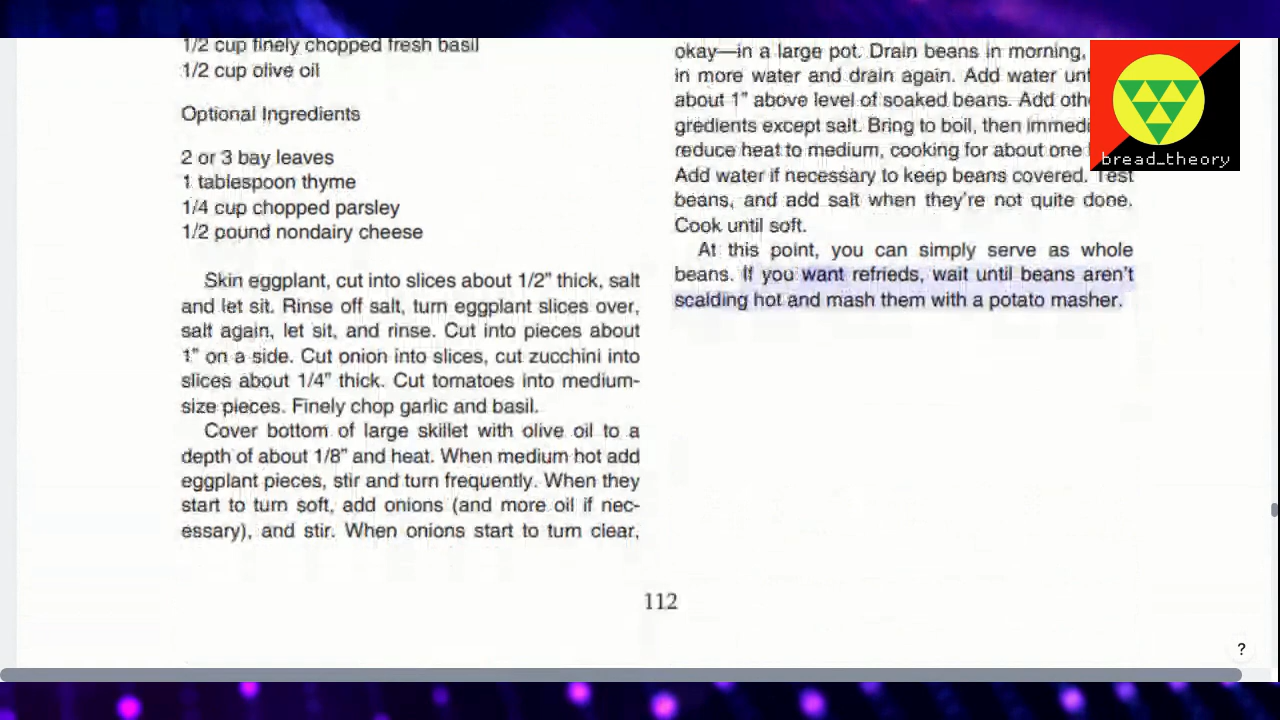 1/2 cup finely chopped fresh basil
1/2 cup olive oil
Optional Ingredients
2 or 3 bay leaves
1 tablespoon thyme
1/4 cup chopped parsley
1/2 pound nondairy cheese
Skin eggplant, cut into slices about 1/2” thick, salt
and let sit. Rinse off salt, turn eggplant slices over,
salt again, let sit, and rinse. Cut into pieces about
1” on a side. Cut onion into slices, cut zucchini into
slices about 1/4” thick. Cut tomatoes into medium-
size pieces. Finely chop garlic and basil.
Cover bottom of large skillet with olive oil to a
depth of about 1/8” and heat. When medium hot add
eggplant pieces, stir and turn frequently. When they
start to turn soft, add onions (and more oil if nec-
essary), and stir. When onions start to turn clear,
okay—in a large pot. Drain beans in morning,
in more water and drain again. Add water
about 1” above level of soaked beans. Add
gredients except salt. Bring to boil, then
reduce heat to medium, cooking for about one
Add water if necessary to keep beans covered. Test
beans, and add salt when they’re not quite done.
Cook until soft.
At this point, you can simply serve as whole
beans. If you want refrieds, wait until beans aren’t
scalding hot and mash them with a potato masher.
112
bread_theory
?